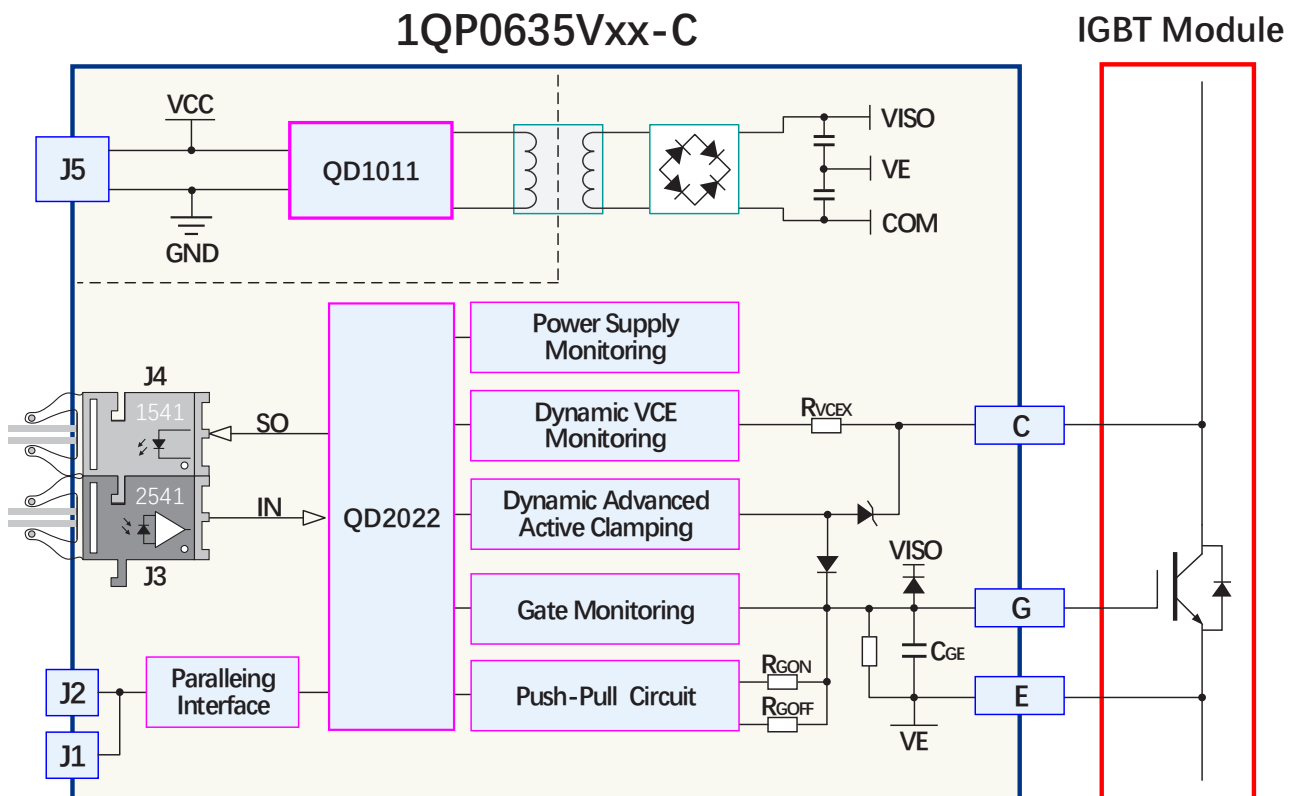 1QP0635Vxx-C
IGBT Module
VCC
J5
QD1011
GND
VISO
VE
COM
Power Supply
Monitoring
J4
1541
SO
Dynamic VCE
Monitoring
RVCEX
C
2541
IN
QD2022
Dynamic Advanced
Active Clamping
VISO
J3
Gate Monitoring
G
CGE
J2
Paralleing
Interface
Push-Pull Circuit
RGON
RGOFF
E
VE
J1